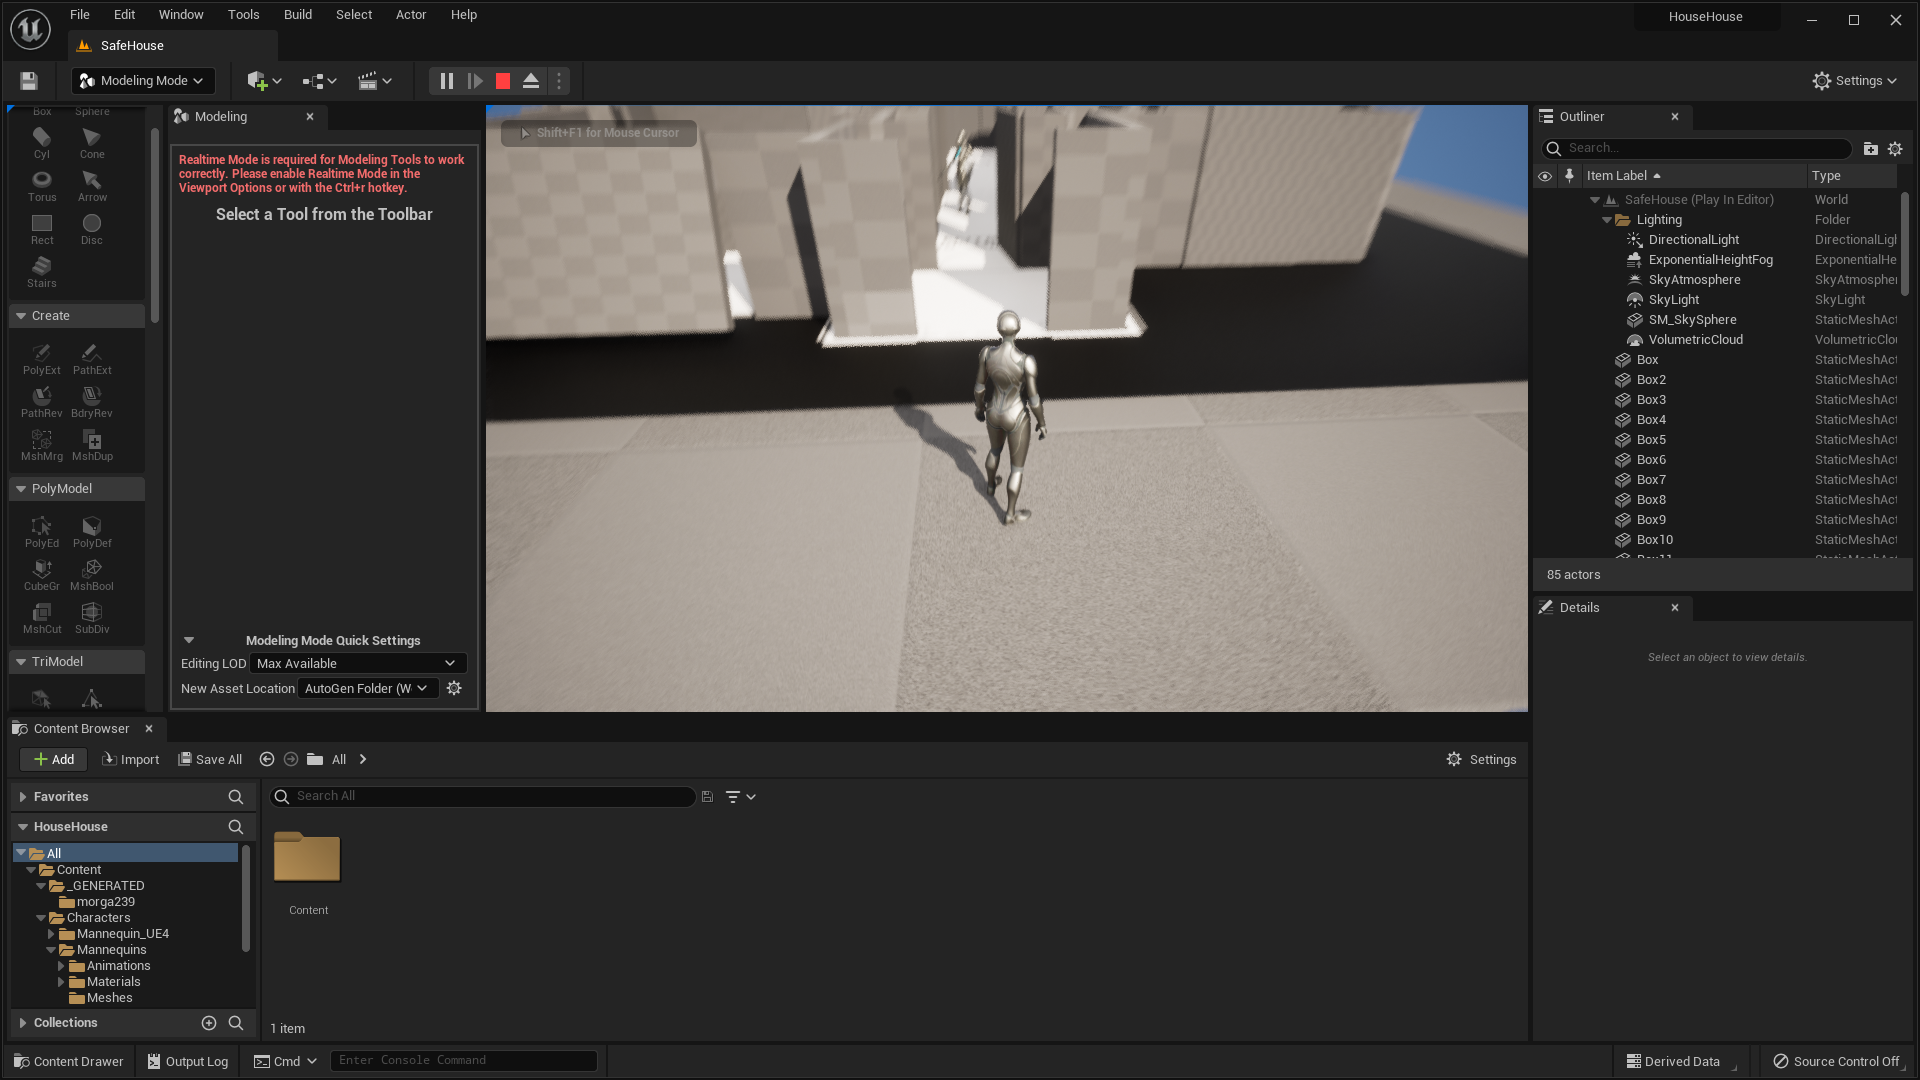 File Edit Window Tools Build Select Actor Help
HouseHouse
SafeHouse
Modeling Mode
Settings
Box Sphere
Cyl Cone
Torus Arrow
Rect Disc
Stairs
Create
PolyExt PathExt
PathRev BdryRev
MshMrg MshDup
PolyModel
PolyEd PolyDef
CubeGr MshBool
MshCut SubDiv
TriModel
Modeling
Realtime Mode is required for Modeling Tools to work
correctly. Please enable Realtime Mode in the
Viewport Options or with the Ctrl+r hotkey.
Select a Tool from the Toolbar
Modeling Mode Quick Settings
Editing LOD Max Available
New Asset Location AutoGen Folder (W
Shift+F1 for Mouse Cursor
Outliner
Search...
Item Label Type
SafeHouse (Play In Editor) World
Lighting Folder
DirectionalLight DirectionalLigh
ExponentialHeightFog ExponentialHe
SkyAtmosphere SkyAtmospher
SkyLight SkyLight
SM_SkySphere StaticMeshAct
VolumetricCloud VolumetricClou
Box StaticMeshAct
Box2 StaticMeshAct
Box3 StaticMeshAct
Box4 StaticMeshAct
Box5 StaticMeshAct
Box6 StaticMeshAct
Box7 StaticMeshAct
Box8 StaticMeshAct
Box9 StaticMeshAct
Box10 StaticMeshAct
Box11 StaticMeshAct
85 actors
Details
Select an object to view details.
Content Browser
Add Import Save All All
Settings
Favorites
HouseHouse
All
Content
_GENERATED
morga239
Characters
Mannequin_UE4
Mannequins
Animations
Materials
Meshes
Collections
Search All
Content
1 item
Content Drawer Output Log Cmd Enter Console Command
Derived Data Source Control Off